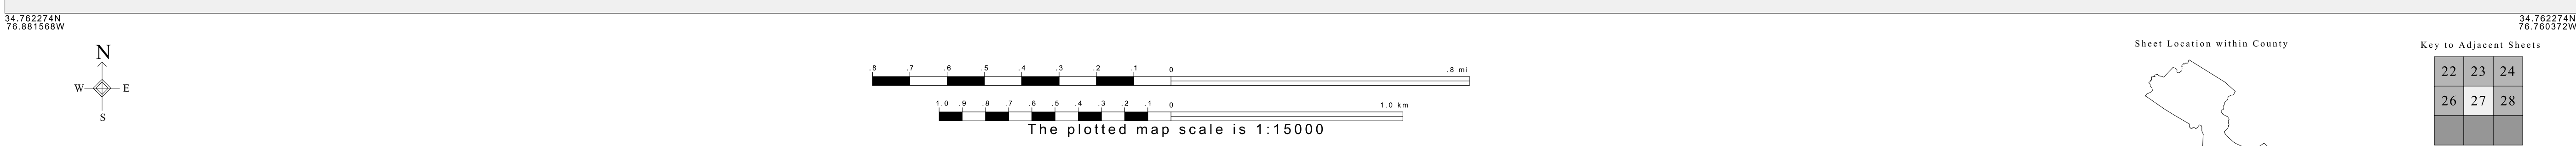 34.762274N
76.881568W
34.762274N
76.760372W
N
W E
S
.8 .7 .6 .5 .4 .3 .2 .1 0 .8 mi
1.0 .9 .8 .7 .6 .5 .4 .3 .2 .1 0 1.0 km
The plotted map scale is 1:15000
Sheet Location within County
Key to Adjacent Sheets
22 23 24
26 27 28